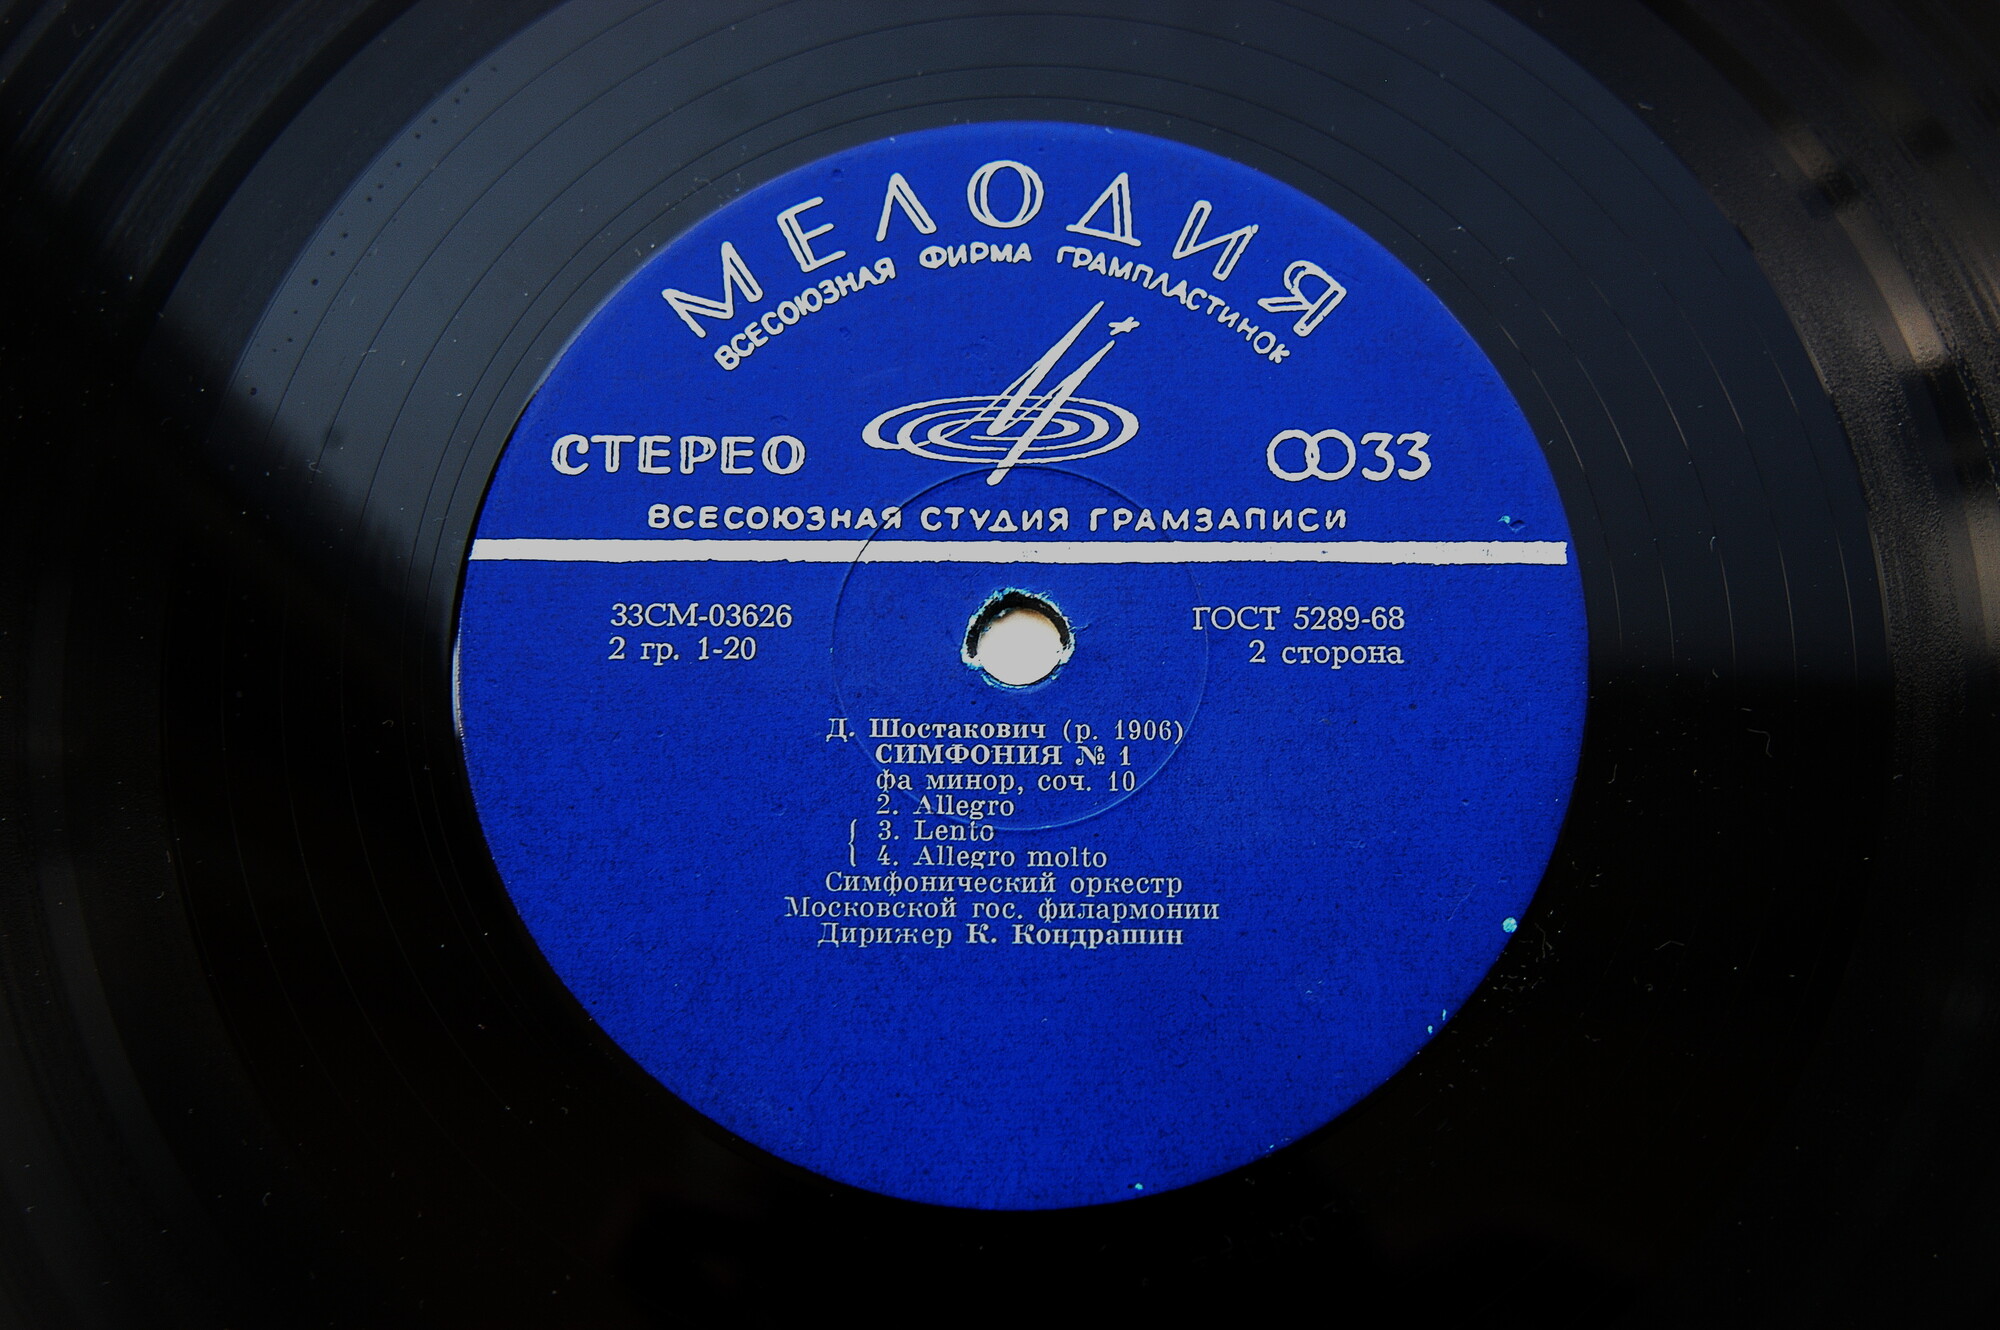 МЕЛОДИЯ
ВСЕСОЮЗНАЯ ФИРМА ГРАМПЛАСТИНОК
СТЕРЕО
33
ВСЕСОЮЗНАЯ СТУДИЯ ГРАМЗАПИСИ
33СМ-03626
2 гр. 1-20
ГОСТ 5289-68
2 сторона
Д. Шостакович (р. 1906)
СИМФОНИЯ № 1
фа минор, соч. 10
2. Allegro
3. Lento
4. Allegro molto
Симфонический оркестр
Московской гос. филармонии
Дирижер К. Кондрашин